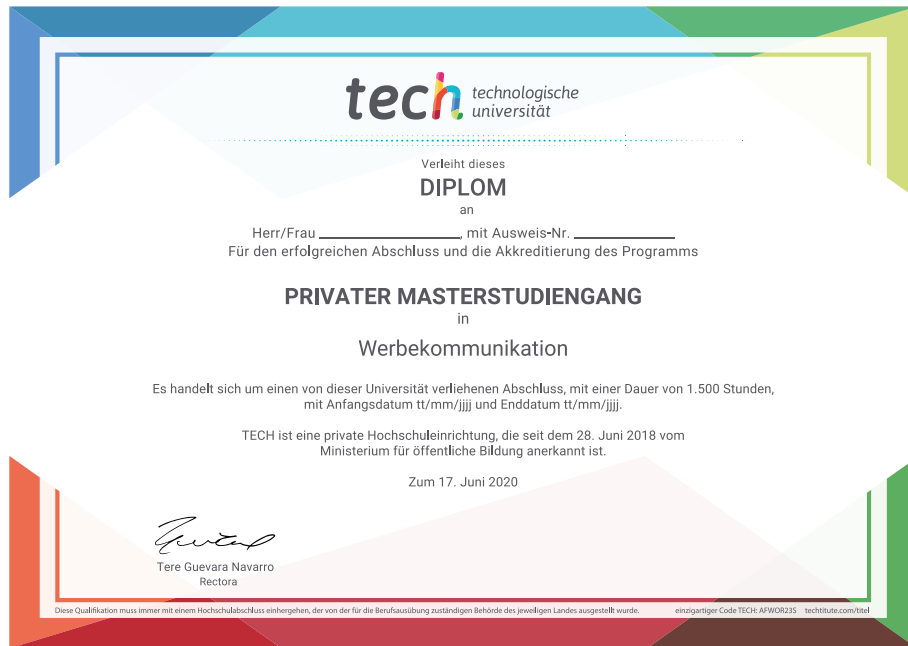 tech technologische
universität
Verleiht dieses
DIPLOM
an
Herr/Frau ____________________, mit Ausweis-Nr. ______________
Für den erfolgreichen Abschluss und die Akkreditierung des Programms
PRIVATER MASTERSTUDIENGANG
in
Werbekommunikation
Es handelt sich um einen von dieser Universität verliehenen Abschluss, mit einer Dauer von 1.500 Stunden,
mit Anfangsdatum tt/mm/jjjj und Enddatum tt/mm/jjjj.
TECH ist eine private Hochschuleinrichtung, die seit dem 28. Juni 2018 vom
Ministerium für öffentliche Bildung anerkannt ist.
Zum 17. Juni 2020
Tere Guevara Navarro
Rectora
Diese Qualifikation muss immer mit einem Hochschulabschluss einhergehen, der von der für die Berufsausübung zuständigen Behörde des jeweiligen Landes ausgestellt wurde. einzigartiger Code TECH: AFWOR23S techtitute.com/titel